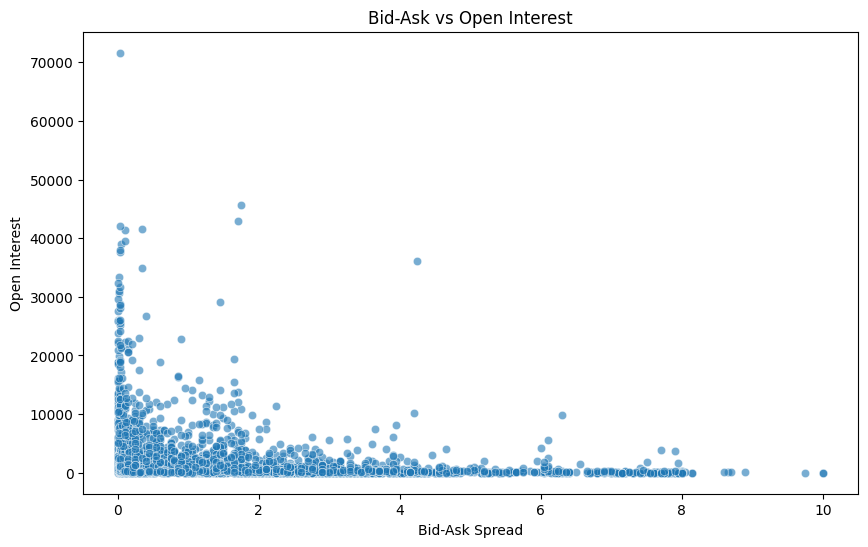 Bid-Ask vs Open Interest
70000
60000
50000
40000
30000
20000
10000
0
Open Interest
0 2 4 6 8 10
Bid-Ask Spread